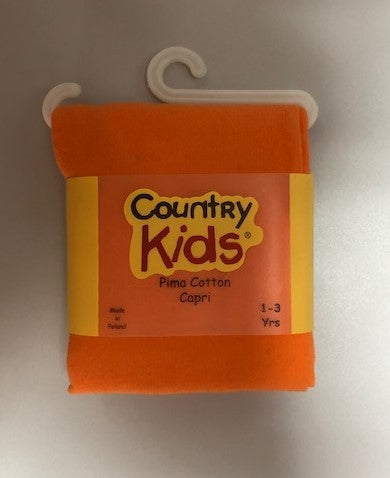 Country
Kids®
Pima Cotton
Capri
Made
in
Poland
1-3
Yrs